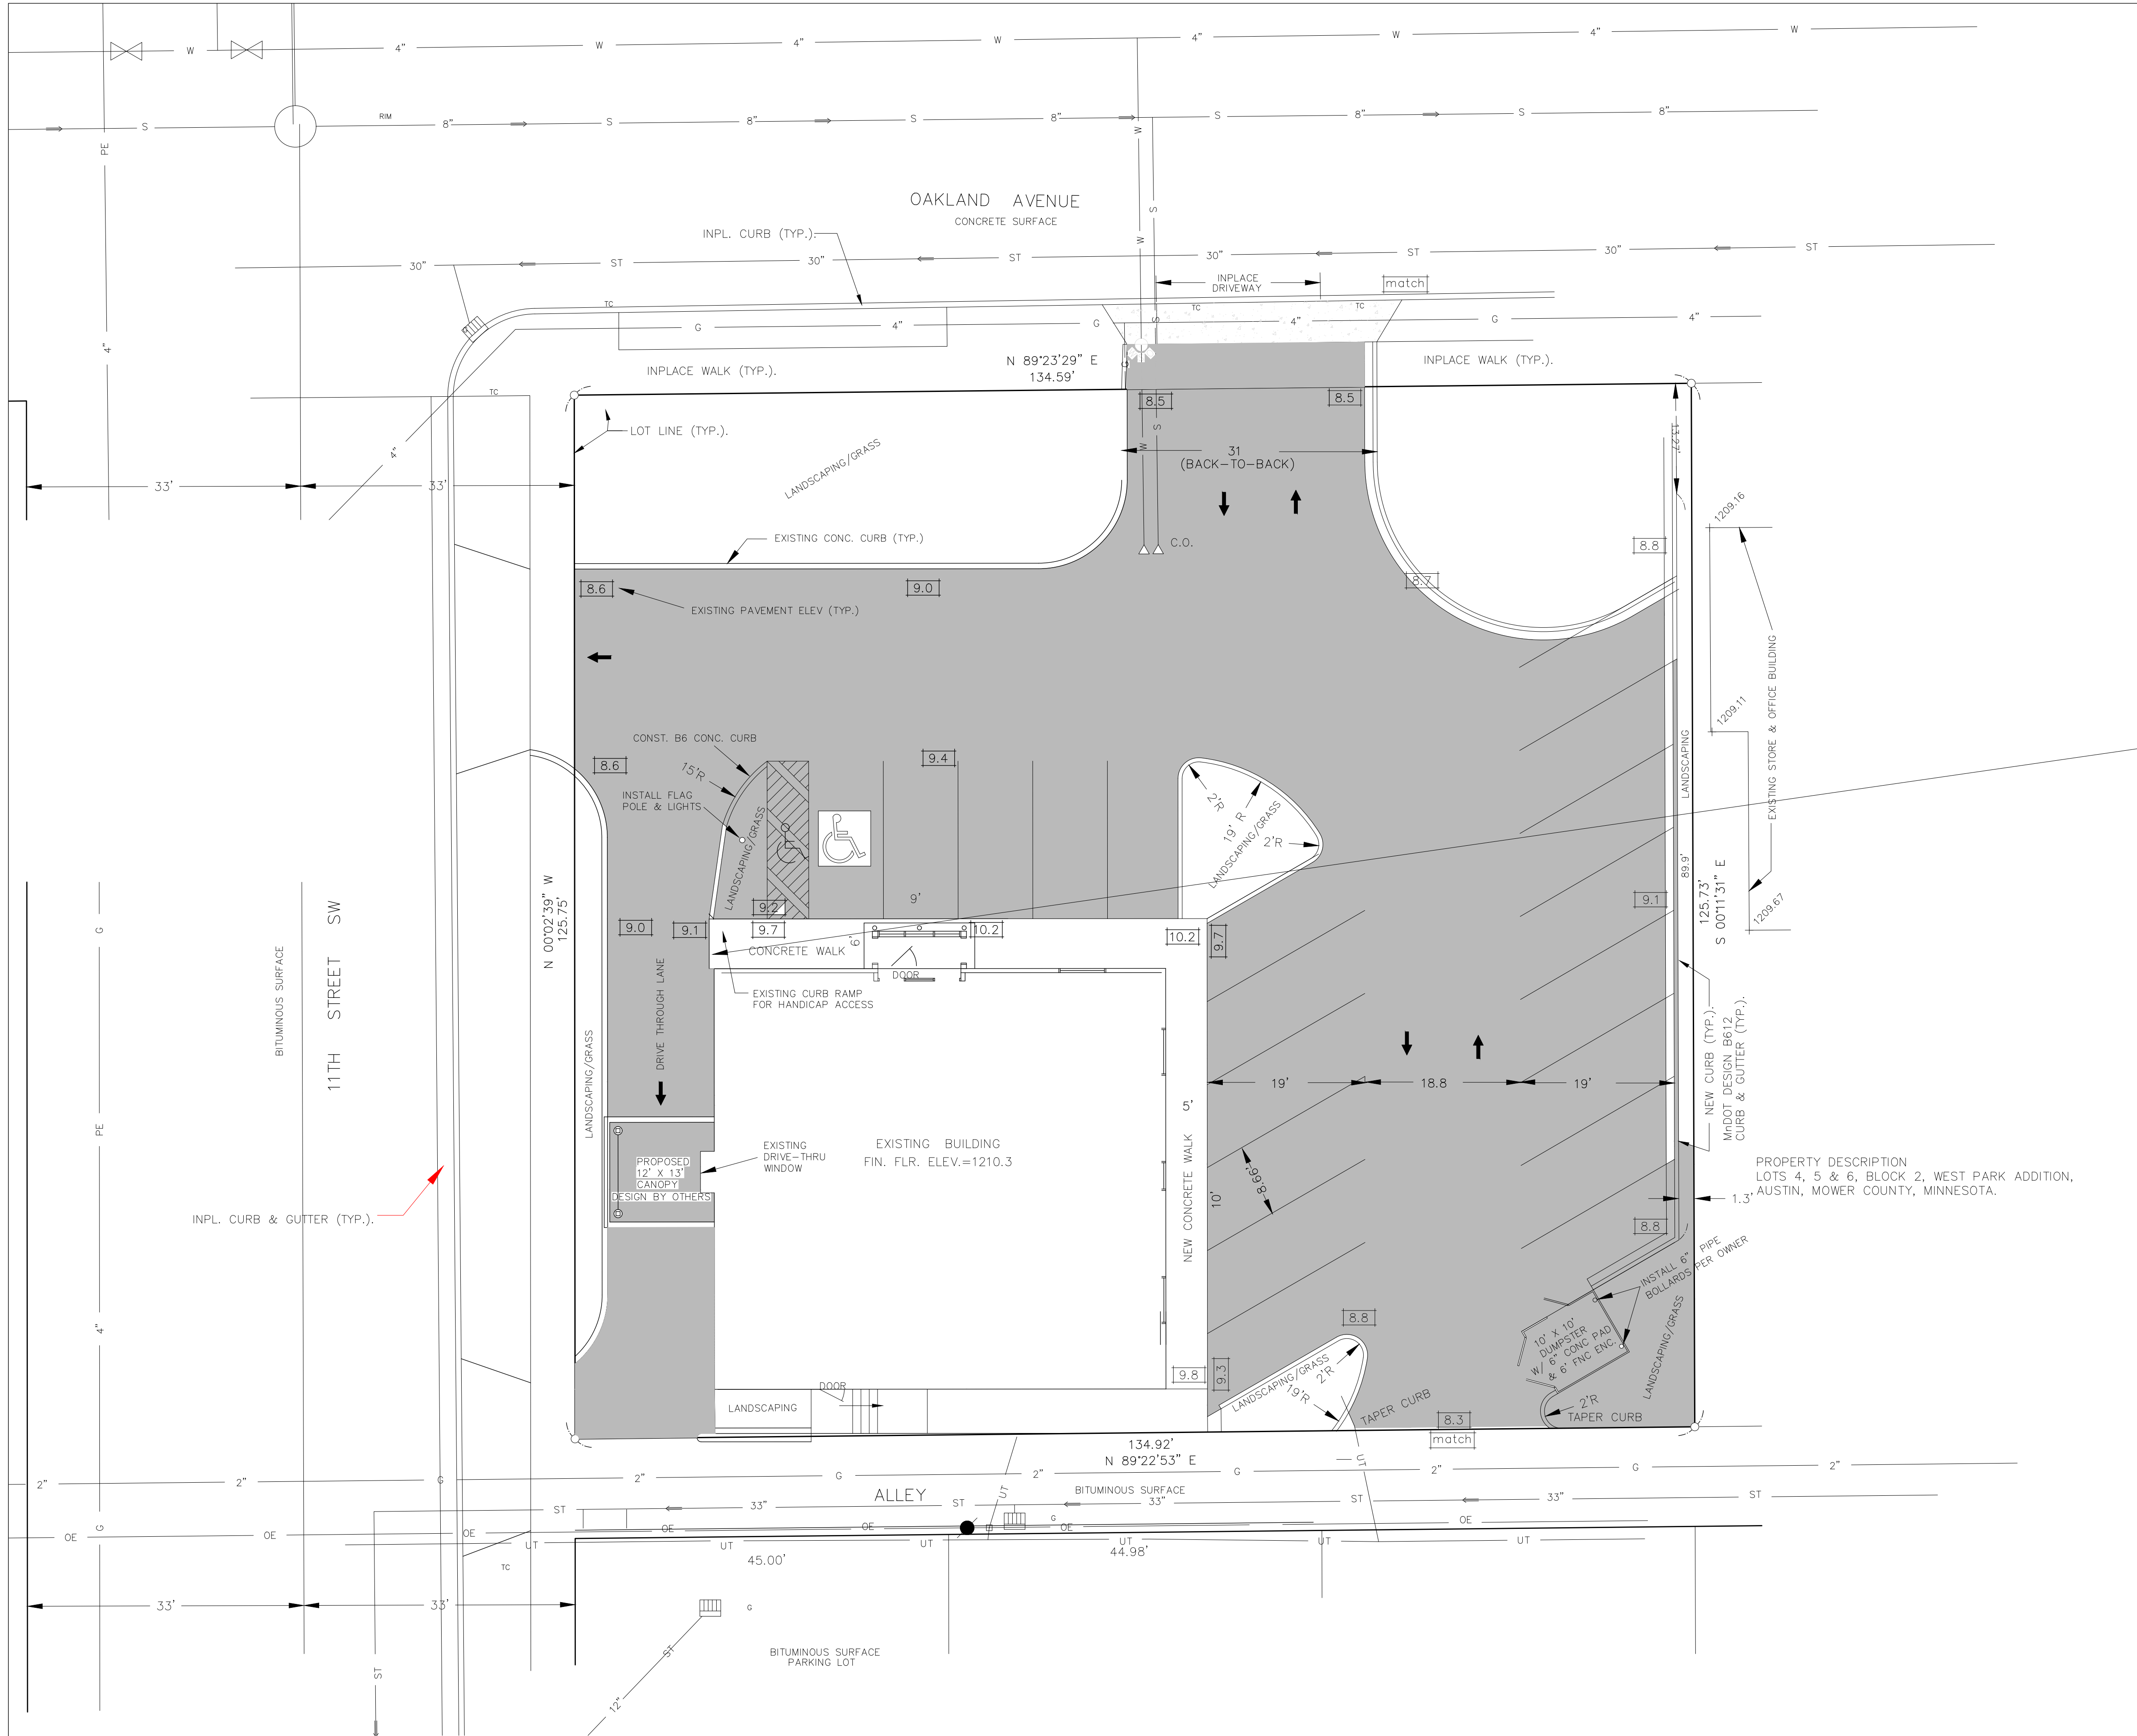 W 4" W 4" W 4" W 4" W
PE
RIM
S 8" S 8" S 8" S 8" S 8"
W
S
OAKLAND AVENUE
CONCRETE SURFACE
INPL. CURB (TYP.).
W
30" ST 30" ST 30" ST 30" ST
INPLACE
DRIVEWAY
match
TC TC TC
4"
G 4" G S 4" G 4"
INPLACE WALK (TYP.).
N 89°23'29" E
134.59'
G
INPLACE WALK (TYP.).
TC
8.5
8.5
LOT LINE (TYP.).
W
S
13.27'
4"
LANDSCAPING/GRASS
31
(BACK-TO-BACK)
33' 33'
1209.16
EXISTING CONC. CURB (TYP.)
C.O.
8.8
8.6
9.0
8.7
EXISTING PAVEMENT ELEV (TYP.)
EXISTING STORE & OFFICE BUILDING
1209.11
CONST. B6 CONC. CURB
9.4
8.6
15'R
INSTALL FLAG
POLE & LIGHTS
LANDSCAPING/GRASS
2'R
19' R
LANDSCAPING/GRASS
2'R
LANDSCAPING
89.9'
125.73'
S 00°11'31" E
1209.67
N 00°02'39" W
125.75'
9'
9.2
9.1
9.0
9.1
9.7
10.2
10.2
9.7
CONCRETE WALK
6'
DOOR
EXISTING CURB RAMP
FOR HANDICAP ACCESS
G
BITUMINOUS SURFACE
11TH STREET SW
DRIVE THROUGH LANE
LANDSCAPING/GRASS
NEW CURB (TYP.).
MnDOT DESIGN B612
CURB & GUTTER (TYP.).
19' 18.8 19'
5'
NEW CONCRETE WALK
10'
8.66'
PE
EXISTING
DRIVE-THRU
WINDOW
EXISTING BUILDING
FIN. FLR. ELEV.=1210.3
PROPOSED
12' X 13'
CANOPY
DESIGN BY OTHERS
PROPERTY DESCRIPTION
LOTS 4, 5 & 6, BLOCK 2, WEST PARK ADDITION,
AUSTIN, MOWER COUNTY, MINNESOTA.
1.3'
INPL. CURB & GUTTER (TYP.).
8.8
INSTALL 6" PIPE
BOLLARDS PER OWNER
4"
8.8
10' X 10'
DUMPSTER
W/ 6" CONC PAD
& 6' FNC ENC.
LANDSCAPING/GRASS
9.8
9.3
LANDSCAPING/GRASS
2'R
19'R
TAPER CURB
2'R
TAPER CURB
DOOR
LANDSCAPING
8.3
match
134.92'
N 89°22'53" E
UT
2" 2" G 2" G 2" G 2" G 2"
ALLEY
BITUMINOUS SURFACE
UT
ST 33" ST 33" ST 33" ST
G
G
OE OE OE OE OE OE OE
UT UT UT UT UT UT
45.00'
44.98'
TC
33' 33'
G
BITUMINOUS SURFACE
PARKING LOT
ST
ST
12"